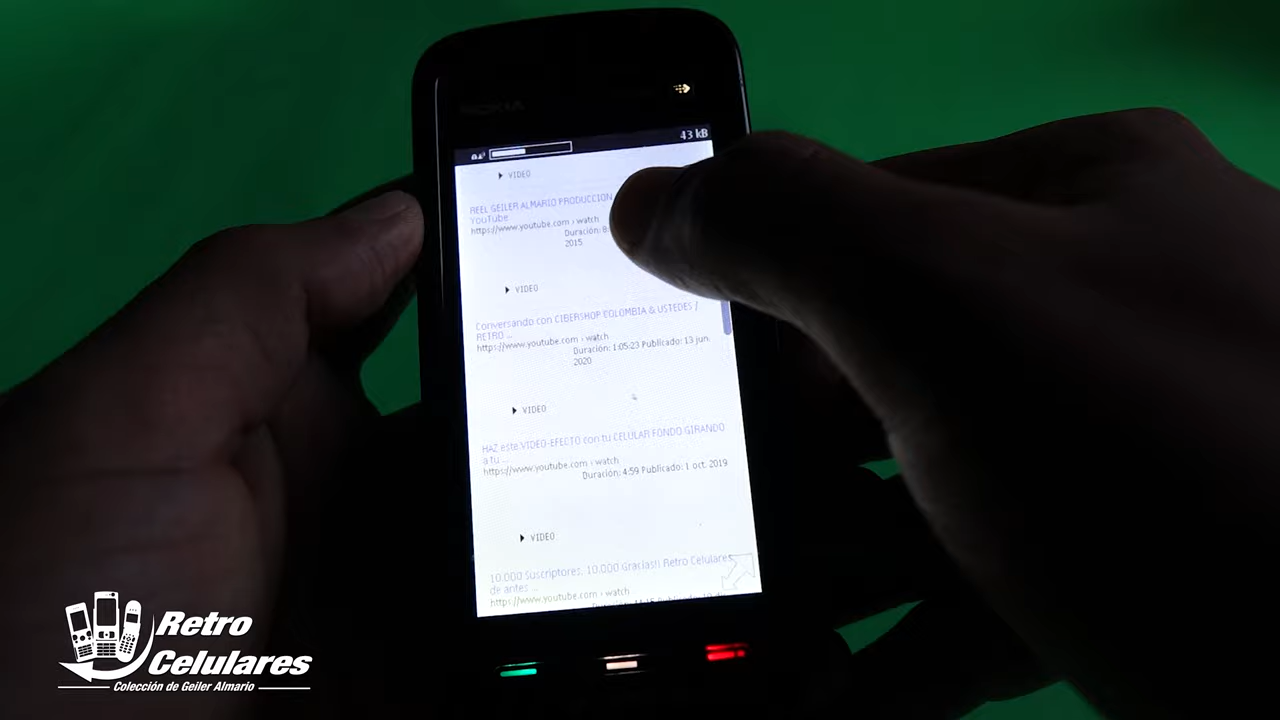 NOKIA
43 kB
VIDEO
REEL GEILER ALMARIO PRODUCCION
YouTube
https://www.youtube.com › watch
Duración: 8:
2015
VIDEO
Conversando con CIBERSHOP COLOMBIA & USTEDES /
RETRO ...
https://www.youtube.com › watch
Duración: 1:05:23 Publicado: 13 jun.
2020
VIDEO
HAZ este VIDEO-EFECTO con tu CELULAR FONDO GIRANDO
a tu ...
https://www.youtube.com › watch
Duración: 4:59 Publicado: 1 oct. 2019
VIDEO
10.000 Suscriptores, 10.000 Gracias!! Retro Celulares
de antes ...
https://www.youtube.com › watch
Retro
Celulares
Colección de Geiler Almario